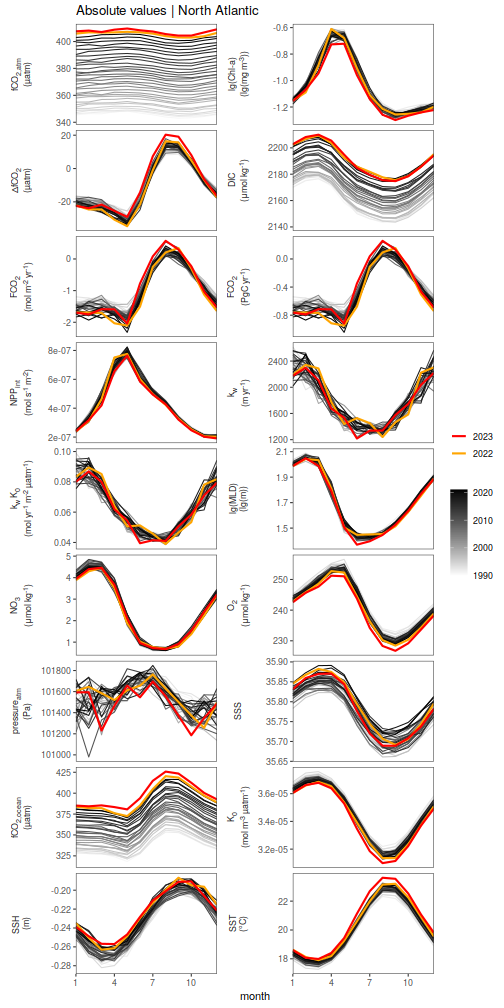 Absolute values | North Atlantic
fCO2,atm
(µatm)
400
380
360
340
lg(Chl-a)
(lg(mg m⁻³))
-0.6
-0.8
-1.0
-1.2
ΔfCO2
(µatm)
20
0
-20
DIC
(µmol kg⁻¹)
2200
2180
2160
2140
FCO2
(mol m⁻² yr⁻¹)
0
-1
-2
FCO2
(PgC yr⁻¹)
0.0
-0.4
-0.8
NPPint
(mol s⁻¹ m⁻²)
8e-07
6e-07
4e-07
2e-07
kw
(m yr⁻¹)
2400
2000
1600
1200
kwK0
(mol yr⁻¹ m⁻² µatm⁻¹)
0.10
0.08
0.06
0.04
lg(MLD)
(lg(m))
2.1
1.9
1.7
1.5
2023
2022
2020
2010
2000
1990
NO3
(µmol kg⁻¹)
5
4
3
2
1
O2
(µmol kg⁻¹)
250
240
230
pressureatm
(Pa)
101800
101600
101400
101200
101000
SSS
35.90
35.85
35.80
35.75
35.70
35.65
fCO2,ocean
(µatm)
425
400
375
350
325
K0
(mol m⁻³ µatm⁻¹)
3.6e-05
3.4e-05
3.2e-05
SSH
(m)
-0.20
-0.22
-0.24
-0.26
-0.28
SST
(°C)
22
20
18
1 4 7 10
1 4 7 10
month